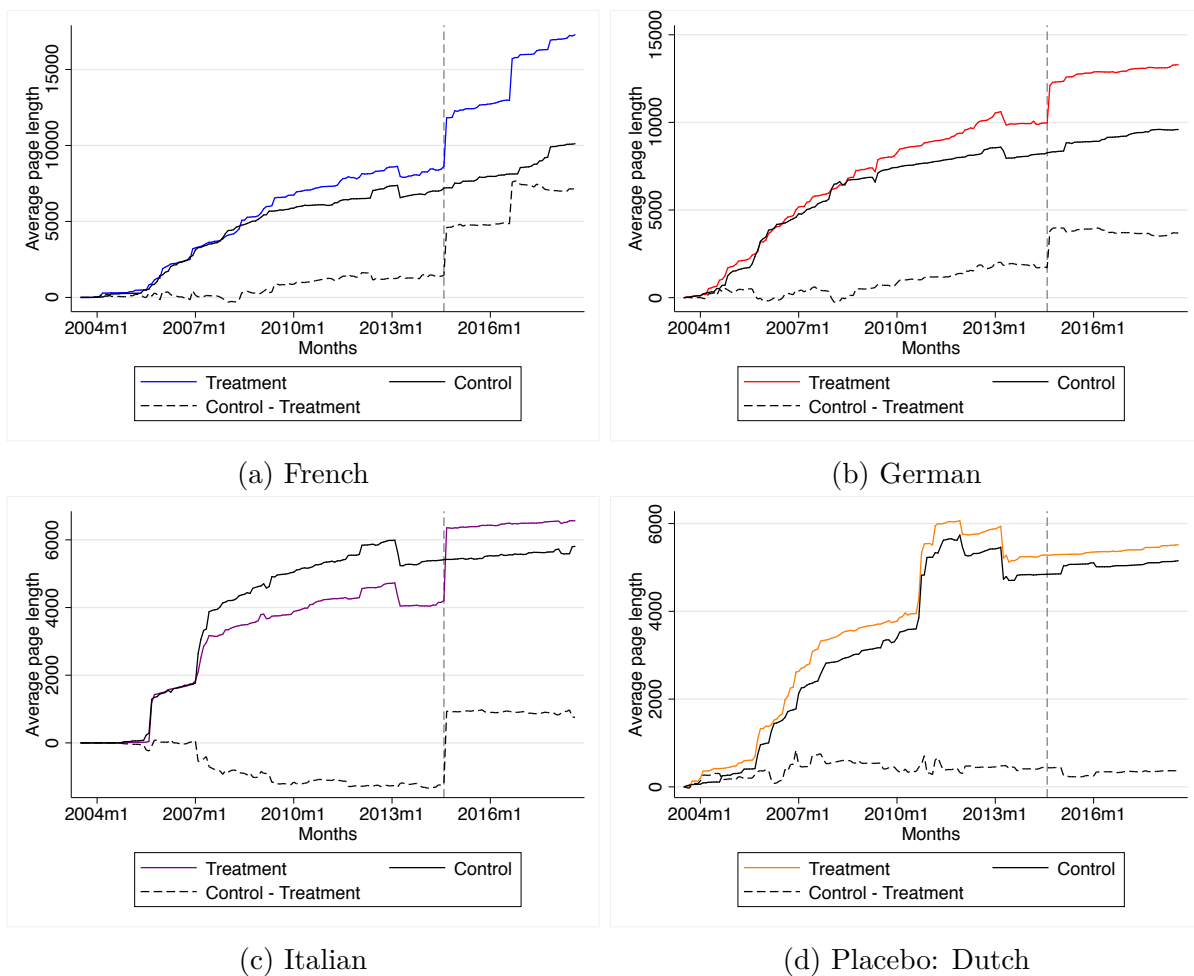 Average page length
15000
10000
5000
0
2004m1 2007m1 2010m1 2013m1 2016m1
Months
Treatment Control
Control - Treatment
(a) French
Average page length
15000
10000
5000
0
2004m1 2007m1 2010m1 2013m1 2016m1
Months
Treatment Control
Control - Treatment
(b) German
Average page length
6000
4000
2000
0
2004m1 2007m1 2010m1 2013m1 2016m1
Months
Treatment Control
Control - Treatment
(c) Italian
Average page length
6000
4000
2000
0
2004m1 2007m1 2010m1 2013m1 2016m1
Months
Treatment Control
Control - Treatment
(d) Placebo: Dutch